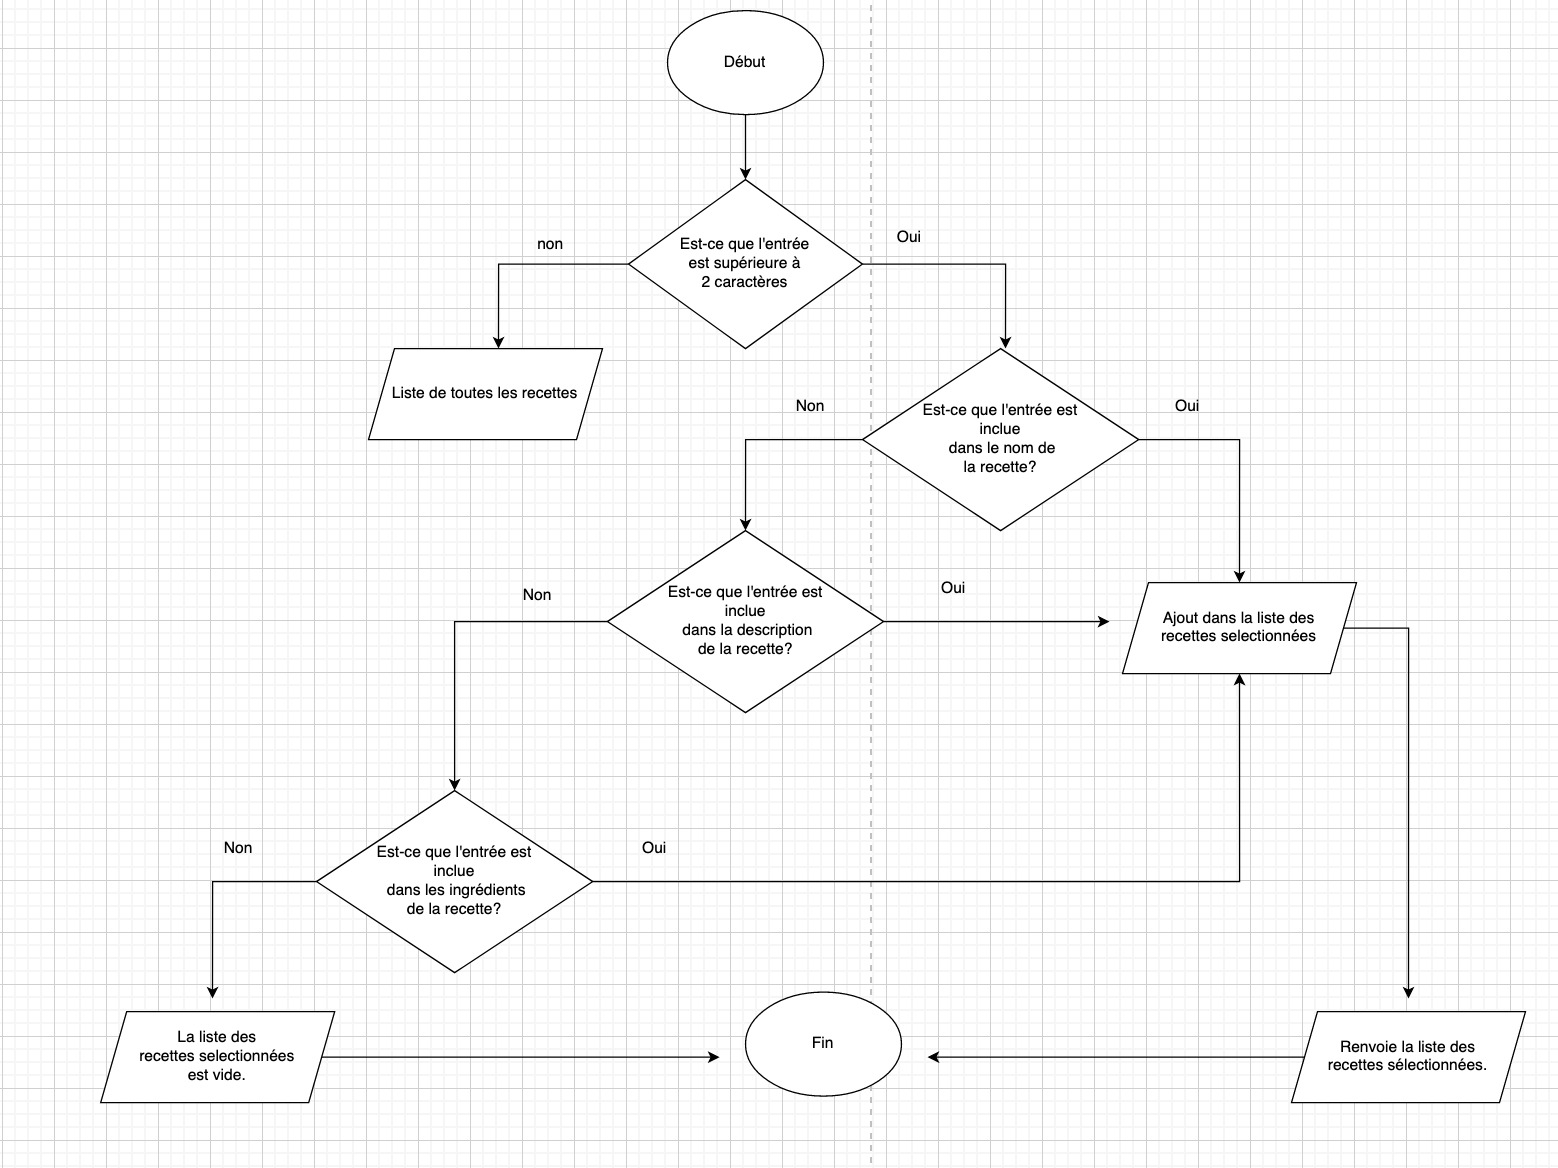 Début
Est-ce que l'entrée
est supérieure à
2 caractères
non
Oui
Liste de toutes les recettes
Est-ce que l'entrée est
inclue
dans le nom de
la recette?
Non
Oui
Est-ce que l'entrée est
inclue
dans la description
de la recette?
Non
Oui
Ajout dans la liste des
recettes selectionnées
Est-ce que l'entrée est
inclue
dans les ingrédients
de la recette?
Non
Oui
La liste des
recettes selectionnées
est vide.
Fin
Renvoie la liste des
recettes sélectionnées.